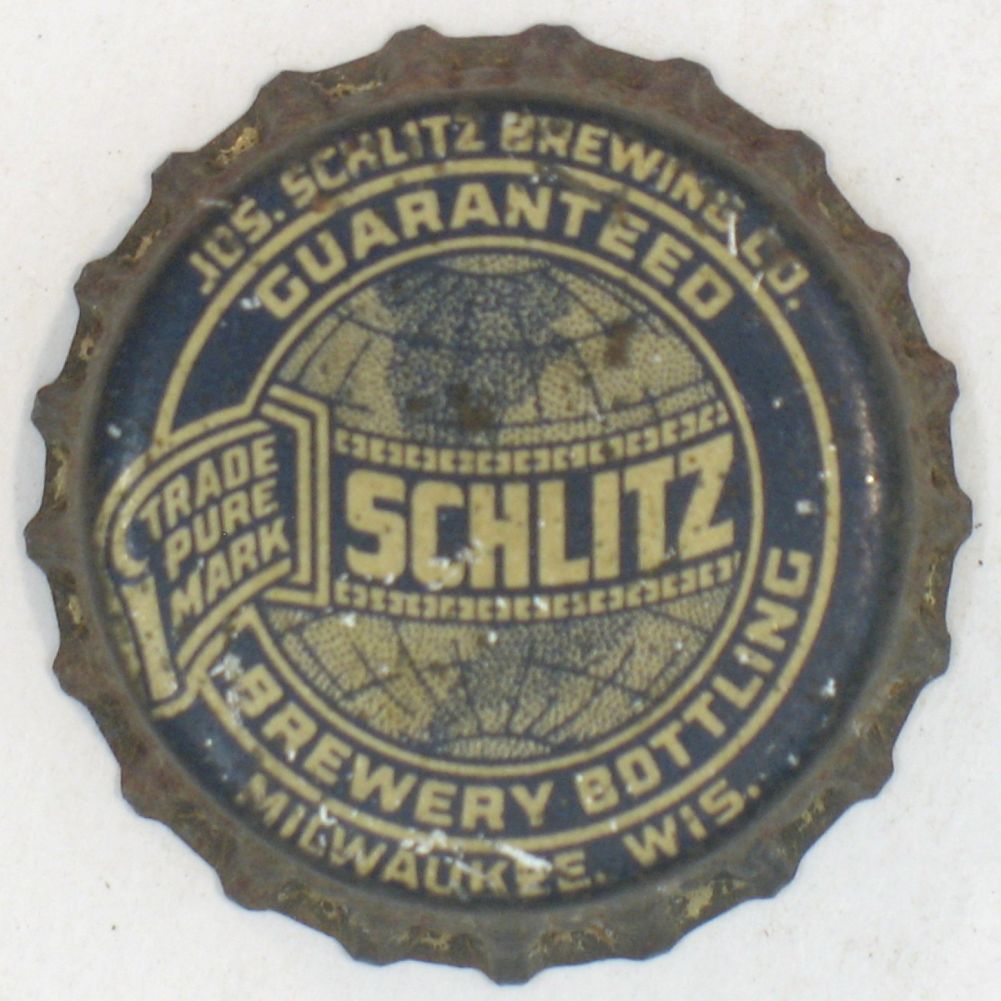 JOS. SCHLITZ BREWING CO.
GUARANTEED
TRADE
PURE
MARK
SCHLITZ
BREWERY BOTTLING
MILWAUKEE. WIS.